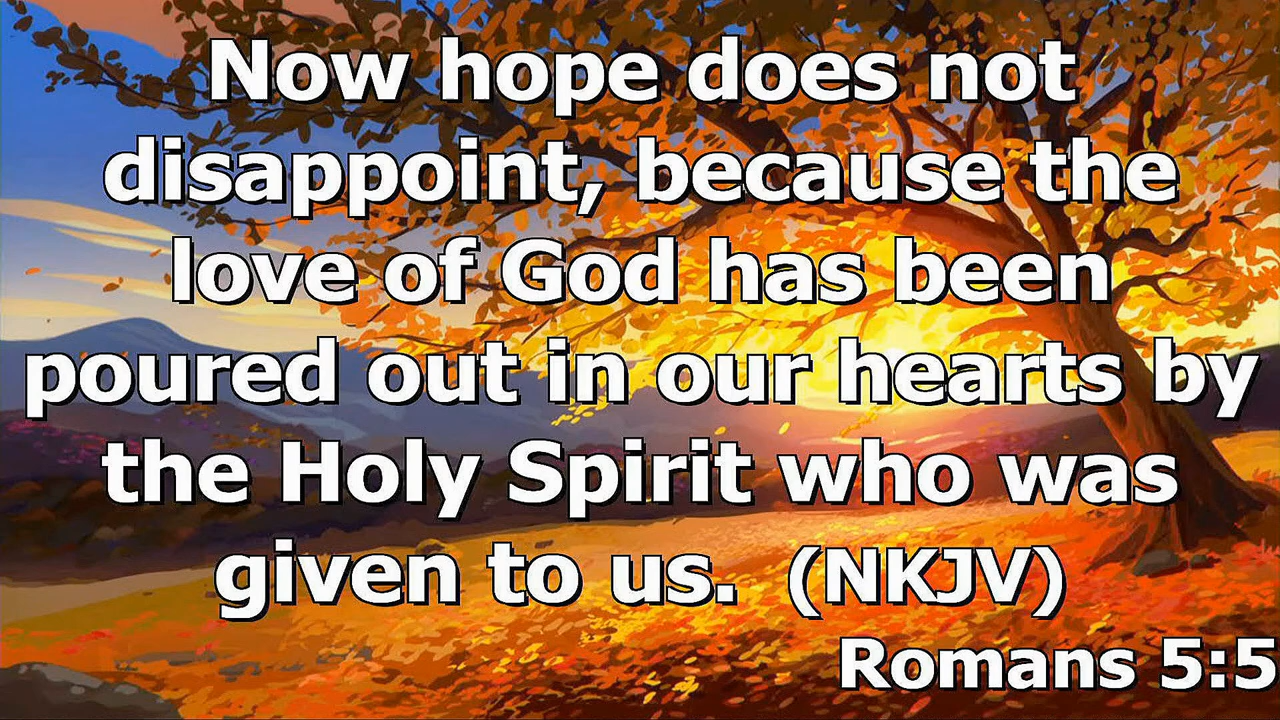 Now hope does not
disappoint, because the
love of God has been
poured out in our hearts by
the Holy Spirit who was
given to us. (NKJV)
Romans 5:5